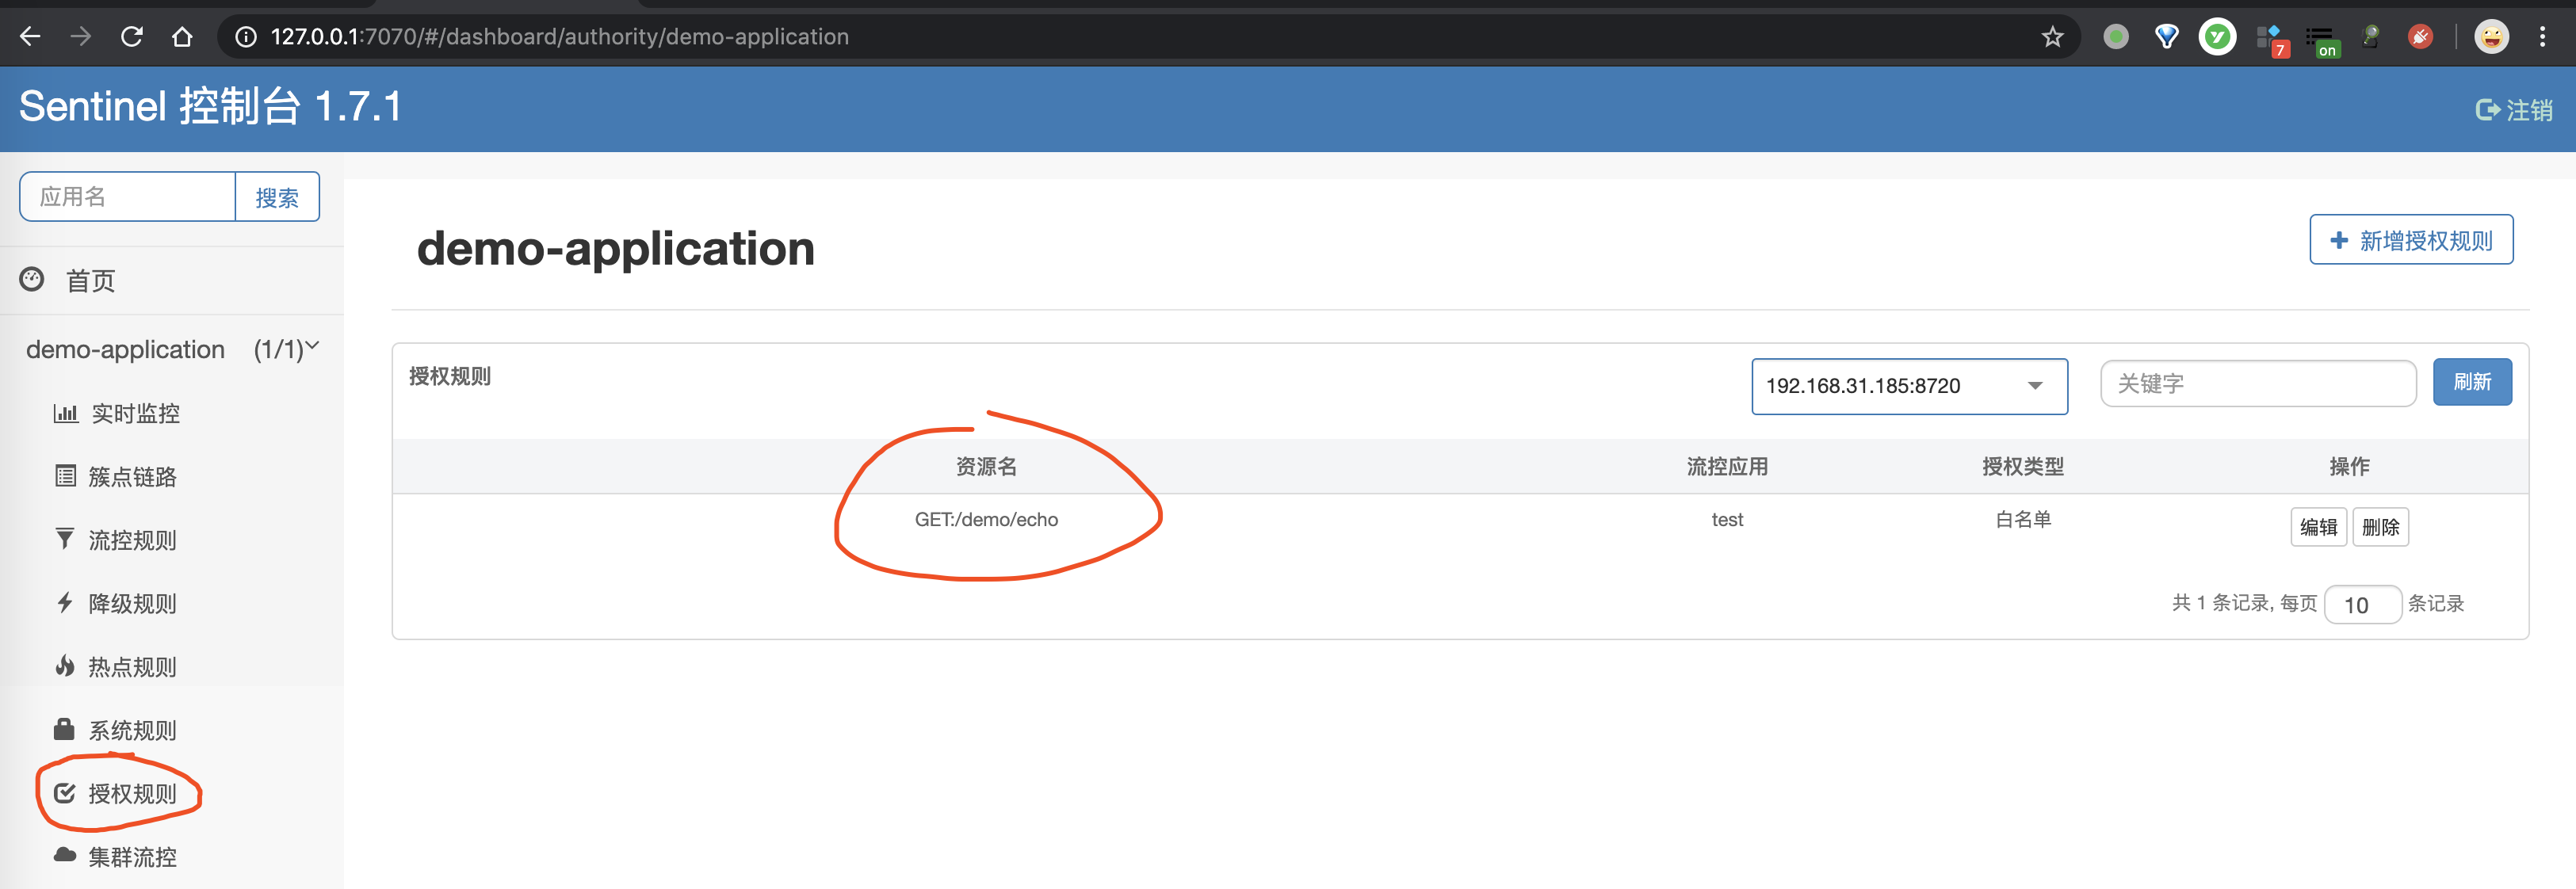 127.0.0.1:7070/#/dashboard/authority/demo-application
7
on
Sentinel 控制台 1.7.1
注销
应用名 搜索
首页
demo-application (1/1)
实时监控
簇点链路
流控规则
降级规则
热点规则
系统规则
授权规则
集群流控
demo-application
新增授权规则
授权规则 192.168.31.185:8720 关键字 刷新
资源名 流控应用 授权类型 操作
GET:/demo/echo test 白名单 编辑 删除
共 1 条记录, 每页 10 条记录